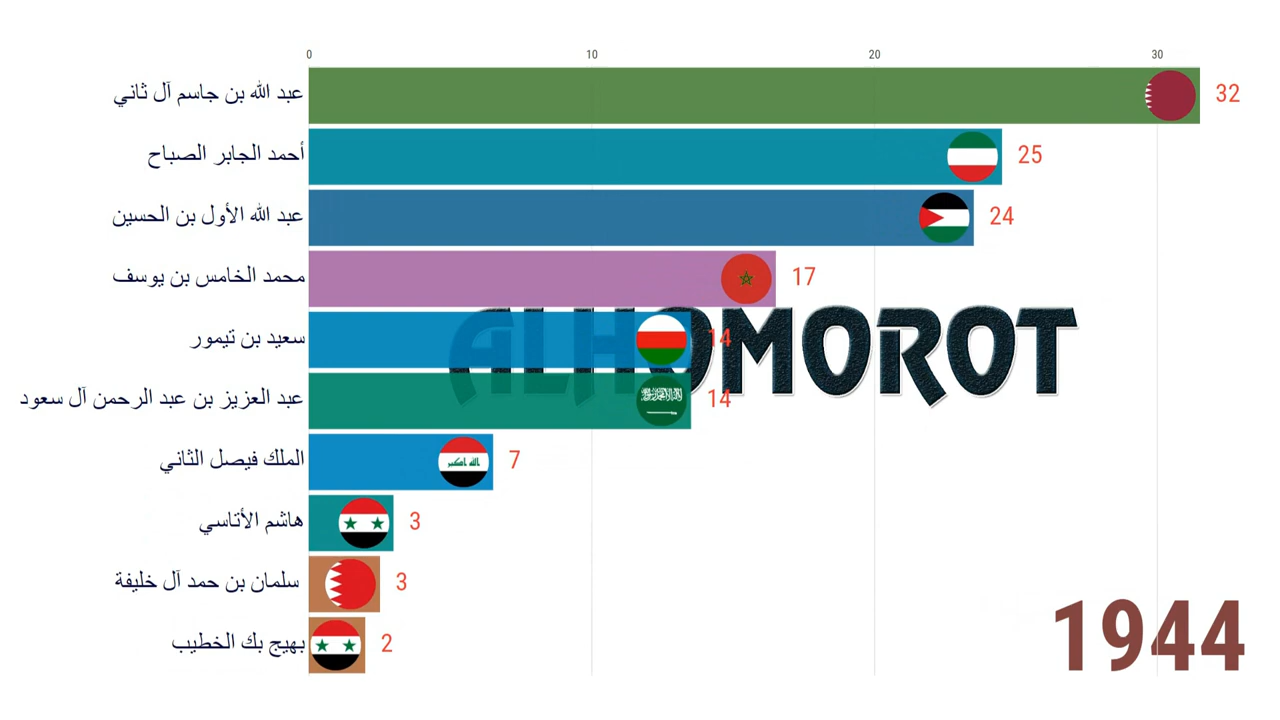 0 10 20 30
عبد الله بن جاسم آل ثاني 32
أحمد الجابر الصباح 25
عبد الله الأول بن الحسين 24
محمد الخامس بن يوسف 17
سعيد بن تيمور 14
عبد العزيز بن عبد الرحمن آل سعود 14
الملك فيصل الثاني 7
هاشم الأتاسي 3
سلمان بن حمد آل خليفة 3
بهيج بك الخطيب 2
ALHOMOROT
1944